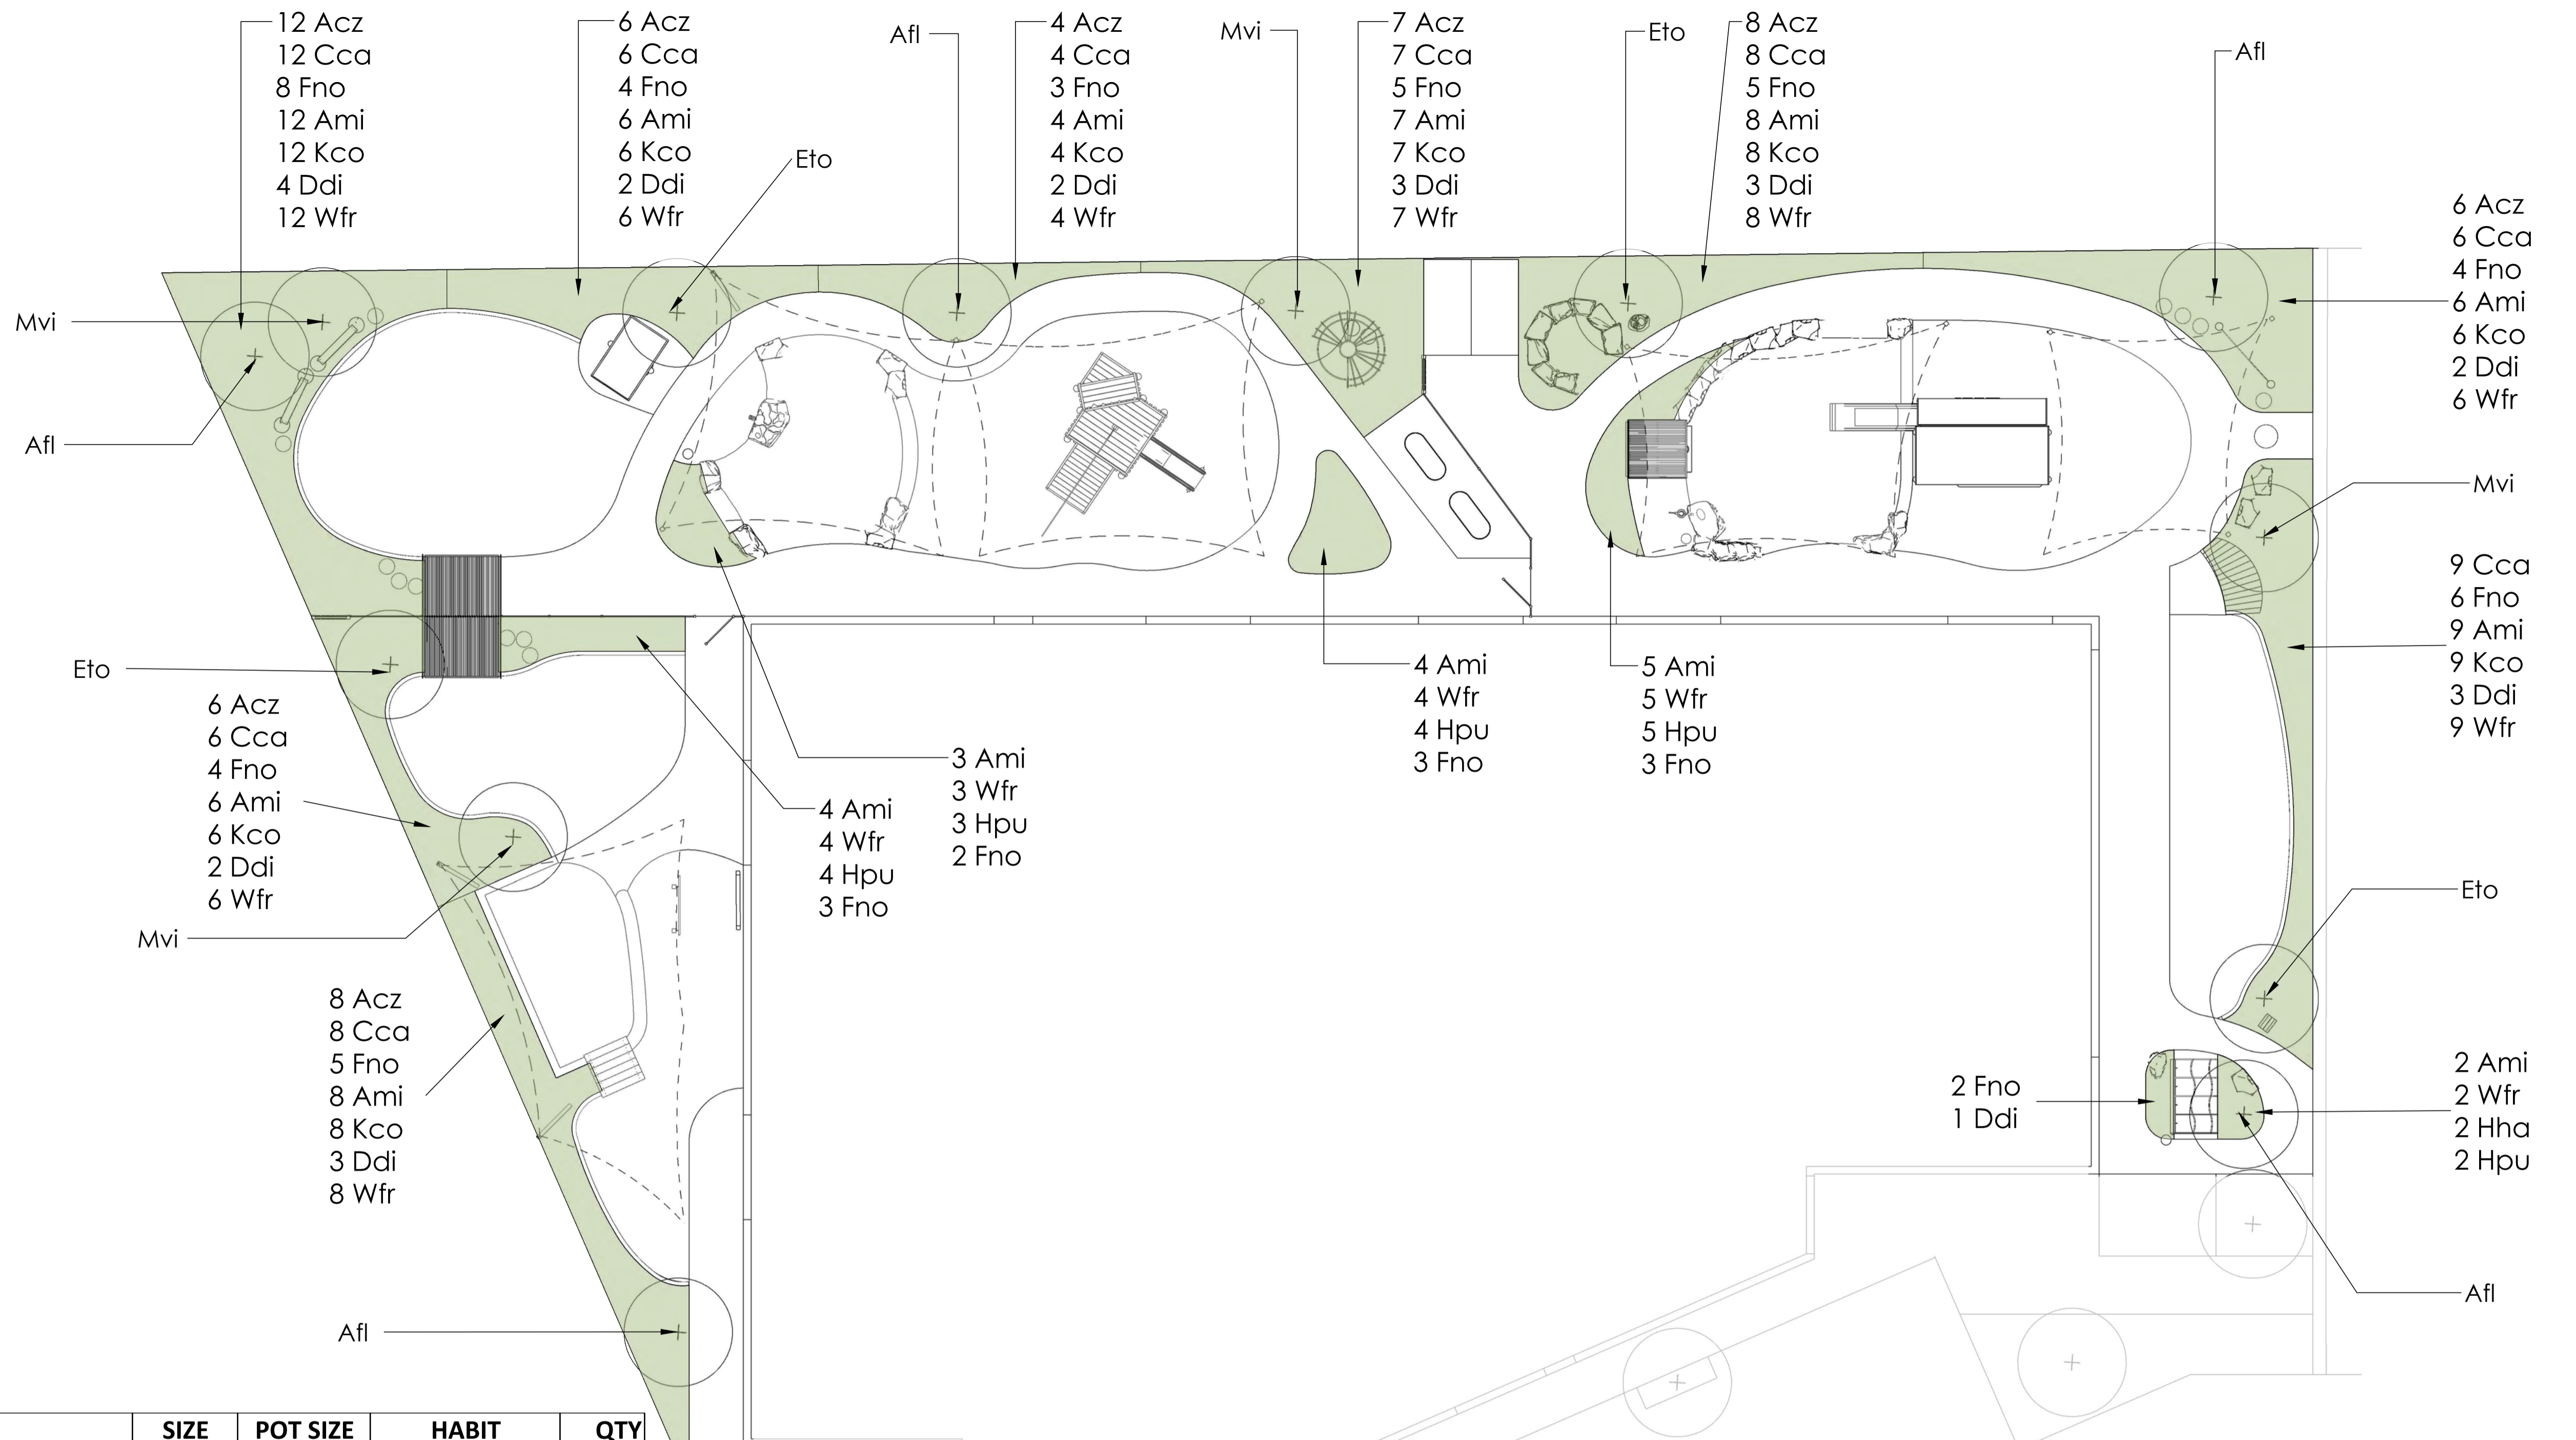 12 Acz
12 Cca
8 Fno
12 Ami
12 Kco
4 Ddi
12 Wfr
6 Acz
6 Cca
4 Fno
6 Ami
6 Kco
2 Ddi
6 Wfr
Eto
Afl
4 Acz
4 Cca
3 Fno
4 Ami
4 Kco
2 Ddi
4 Wfr
Mvi
7 Acz
7 Cca
5 Fno
7 Ami
7 Kco
3 Ddi
7 Wfr
Eto
8 Acz
8 Cca
5 Fno
8 Ami
8 Kco
3 Ddi
8 Wfr
Afl
6 Acz
6 Cca
4 Fno
6 Ami
6 Kco
2 Ddi
6 Wfr
Mvi
Afl
Mvi
9 Cca
6 Fno
9 Ami
9 Kco
3 Ddi
9 Wfr
Eto
6 Acz
6 Cca
4 Fno
6 Ami
6 Kco
2 Ddi
6 Wfr
Mvi
3 Ami
3 Wfr
3 Hpu
2 Fno
4 Ami
4 Wfr
4 Hpu
3 Fno
4 Ami
4 Wfr
4 Hpu
3 Fno
5 Ami
5 Wfr
5 Hpu
3 Fno
Eto
8 Acz
8 Cca
5 Fno
8 Ami
8 Kco
3 Ddi
8 Wfr
2 Fno
1 Ddi
2 Ami
2 Wfr
2 Hha
2 Hpu
Afl
Afl
SIZE POT SIZE HABIT QTY